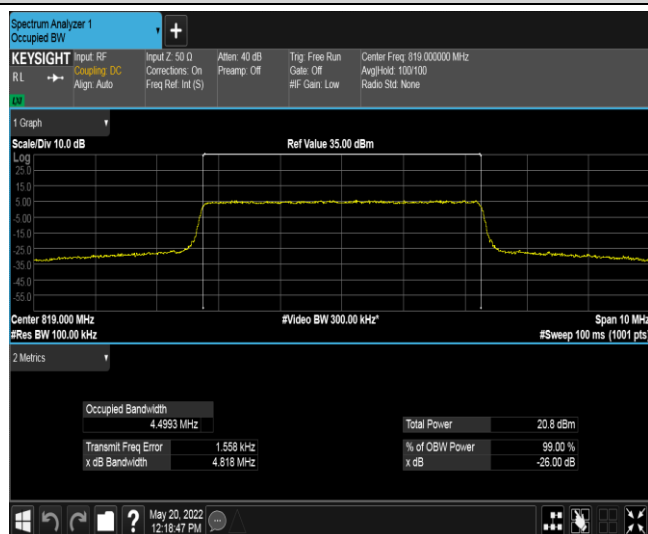 Spectrum Analyzer 1
Occupied BW
+
KEYSIGHT
RL
LXI
Input: RF
Coupling: DC
Align: Auto
Input Z: 50 Ω
Corrections: On
Freq Ref: Int (S)
Atten: 40 dB
Preamp: Off
Trig: Free Run
Gate: Off
#IF Gain: Low
Center Freq: 819.000000 MHz
Avg|Hold: 100/100
Radio Std: None
1 Graph
Scale/Div 10.0 dB
Ref Value 35.00 dBm
Log
25.0
15.0
5.00
-5.00
-15.0
-25.0
-35.0
-45.0
-55.0
Center 819.000 MHz
#Video BW 300.00 kHz*
Span 10 MHz
#Res BW 100.00 kHz
#Sweep 100 ms (1001 pts)
2 Metrics
Occupied Bandwidth
4.4993 MHz
Total Power 20.8 dBm
Transmit Freq Error 1.558 kHz
% of OBW Power 99.00 %
x dB Bandwidth 4.818 MHz
x dB -26.00 dB
?
May 20, 2022
12:18:47 PM